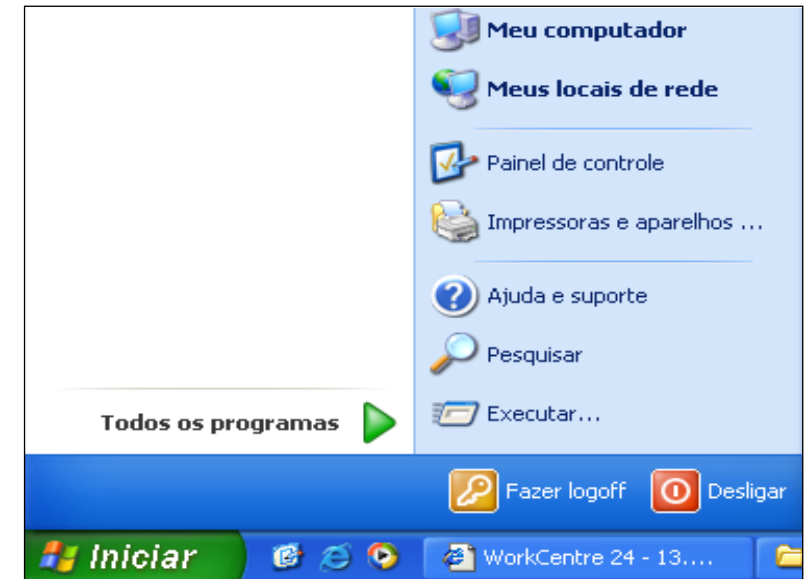 Meu computador
Meus locais de rede
Painel de controle
Impressoras e aparelhos ...
Ajuda e suporte
Pesquisar
Executar...
Todos os programas
Fazer logoff
Desligar
Iniciar
WorkCentre 24 - 13....